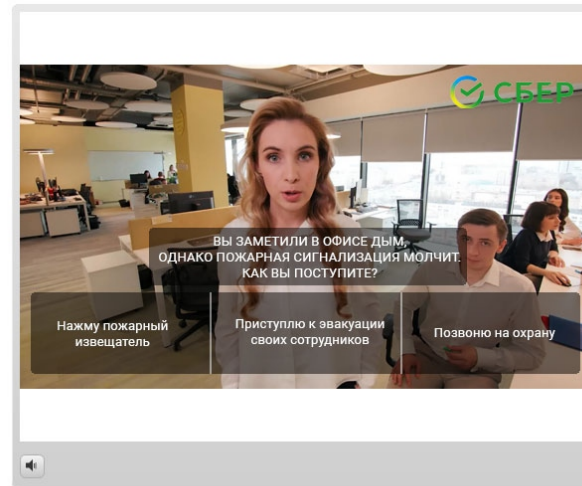 СБЕР
ВЫ ЗАМЕТИЛИ В ОФИСЕ ДЫМ,
ОДНАКО ПОЖАРНАЯ СИГНАЛИЗАЦИЯ МОЛЧИТ.
КАК ВЫ ПОСТУПИТЕ?
Нажму пожарный
извещатель
Приступлю к эвакуации
своих сотрудников
Позвоню на охрану